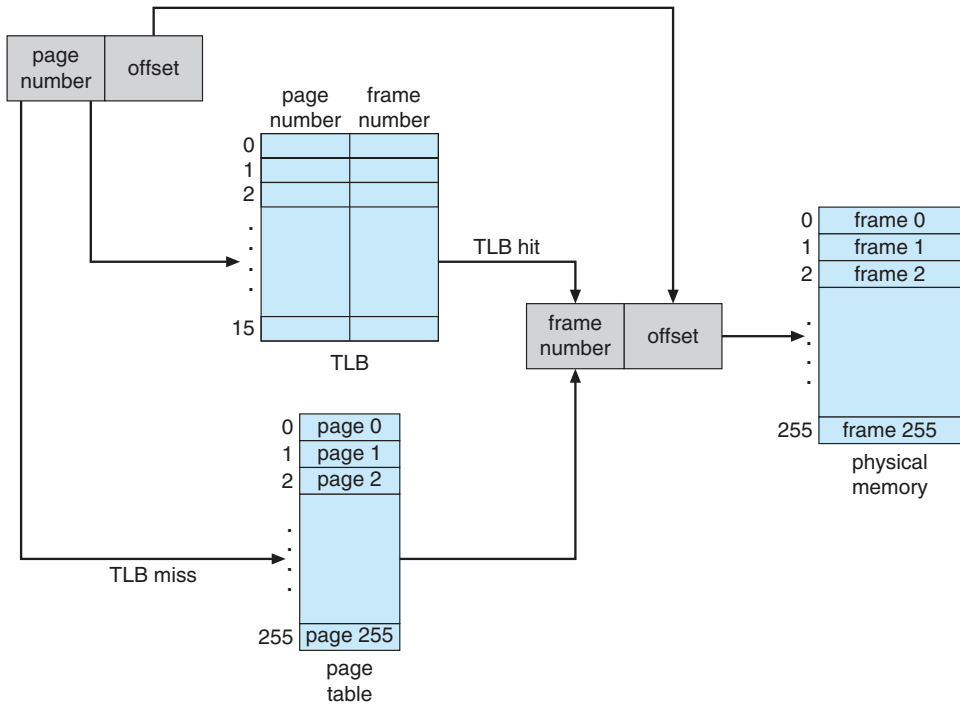 page
number
offset
page
number
frame
number
0
1
2
15
TLB
TLB hit
frame
number
offset
0 frame 0
1 frame 1
2 frame 2
255 frame 255
physical
memory
0 page 0
1 page 1
2 page 2
TLB miss
255 page 255
page
table